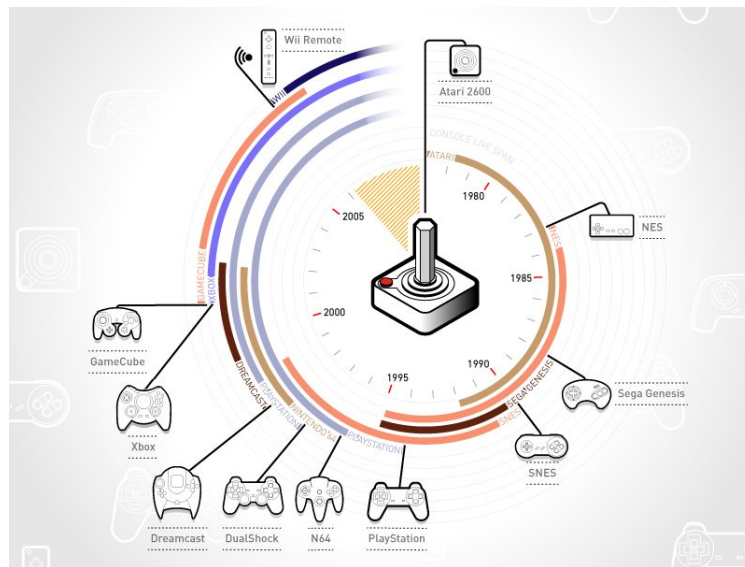 Wii Remote
Atari 2600
CONSOLE LIVE SPAN
ATARI
1980
NES
NES
1985
1990
SEGA GENESIS
Sega Genesis
SNES
SNES
1995
PLAYSTATION
PlayStation
NINTENDO 64
N64
PLAYSTATION
DualShock
DREAMCAST
Dreamcast
2000
XBOX
Xbox
GAMECUBE
GameCube
2005
WII